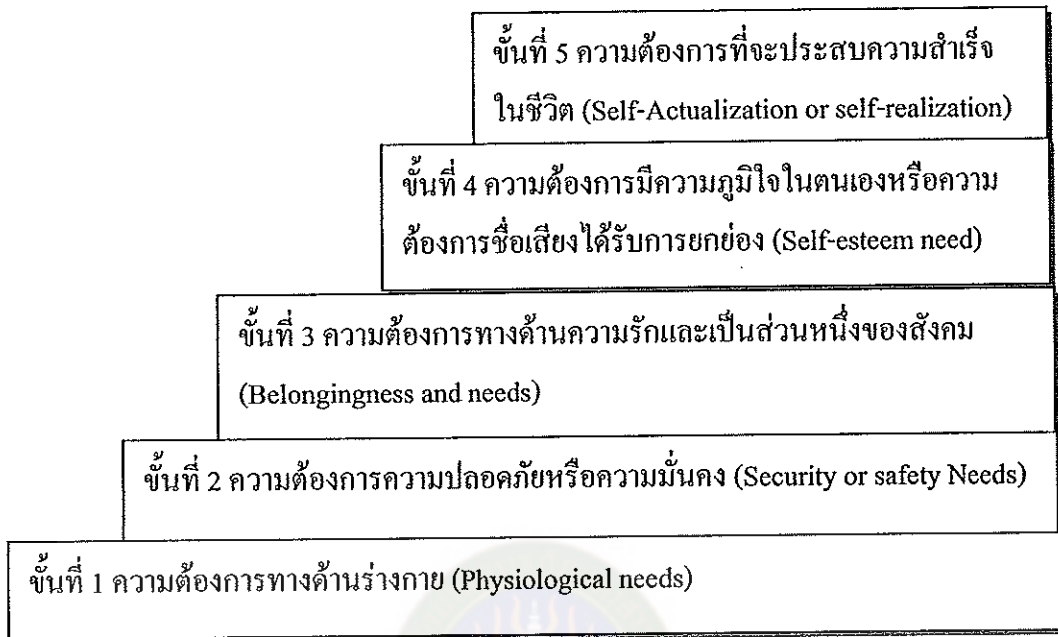 ขั้นที่ 5 ความต้องการที่จะประสบความสำเร็จ
ในชีวิต (Self-Actualization or self-realization)
ขั้นที่ 4 ความต้องการมีความภูมิใจในตนเองหรือความ
ต้องการชื่อเสียงได้รับการยกย่อง (Self-esteem need)
ขั้นที่ 3 ความต้องการทางด้านความรักและเป็นส่วนหนึ่งของสังคม
(Belongingness and needs)
ขั้นที่ 2 ความต้องการความปลอดภัยหรือความมั่นคง (Security or safety Needs)
ขั้นที่ 1 ความต้องการทางด้านร่างกาย (Physiological needs)